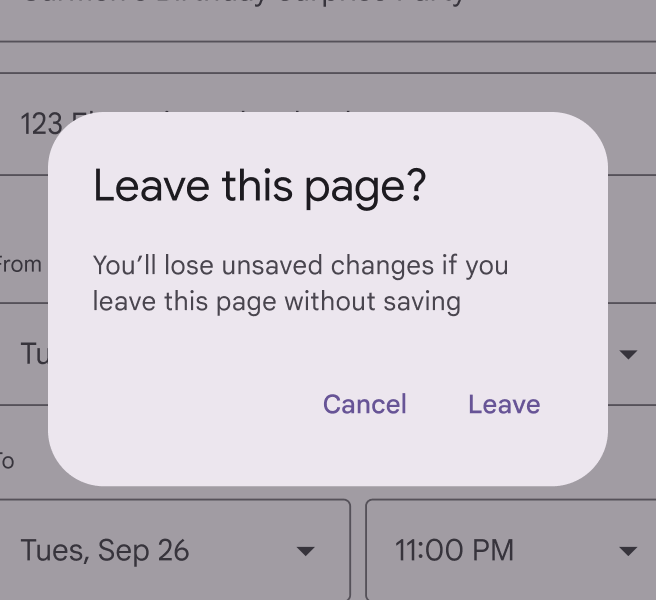 123
Leave this page?
You’ll lose unsaved changes if you
leave this page without saving
From
Cancel Leave
To
Tues, Sep 26 11:00 PM